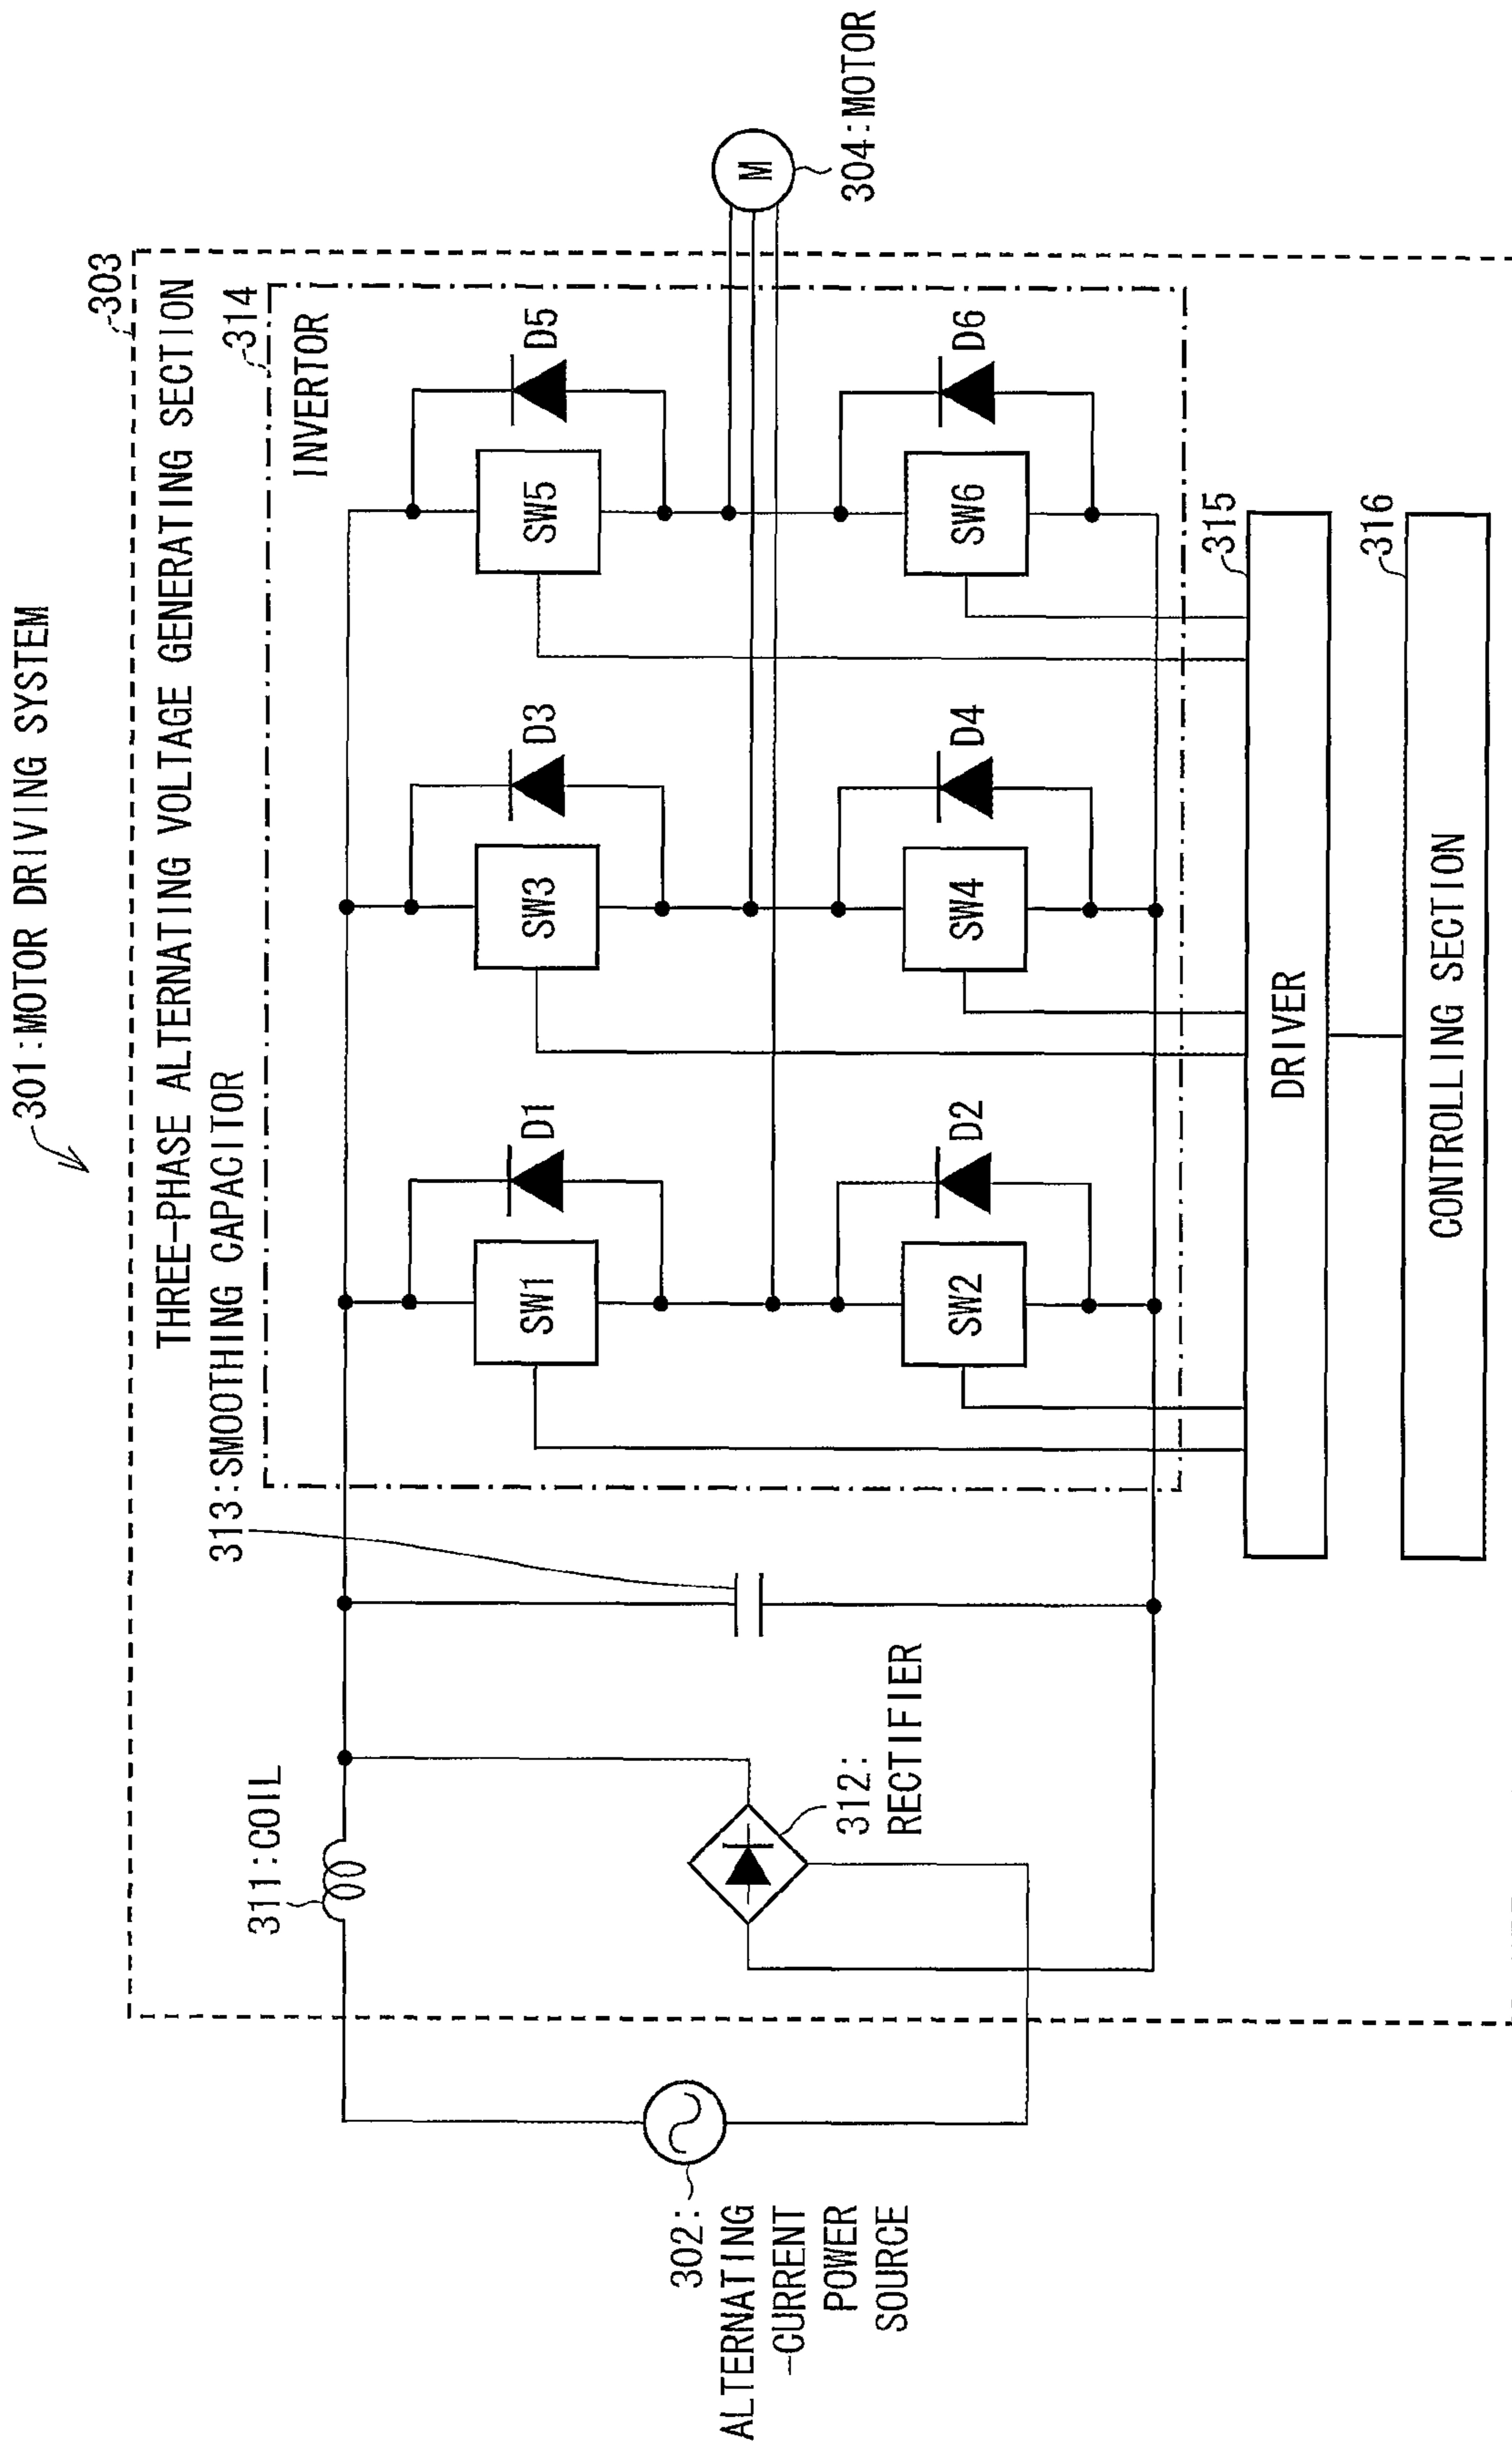 301:MOTOR DRIVING SYSTEM
303
THREE-PHASE ALTERNATING VOLTAGE GENERATING SECTION
313:SMOOTHING CAPACITOR
314
INVERTOR
311:COIL
D1
D3
D5
SW1
SW3
SW5
302:
ALTERNATING
-CURRENT
POWER
SOURCE
312:
RECTIFIER
M
304:MOTOR
D2
D4
D6
SW2
SW4
SW6
315
DRIVER
316
CONTROLLING SECTION